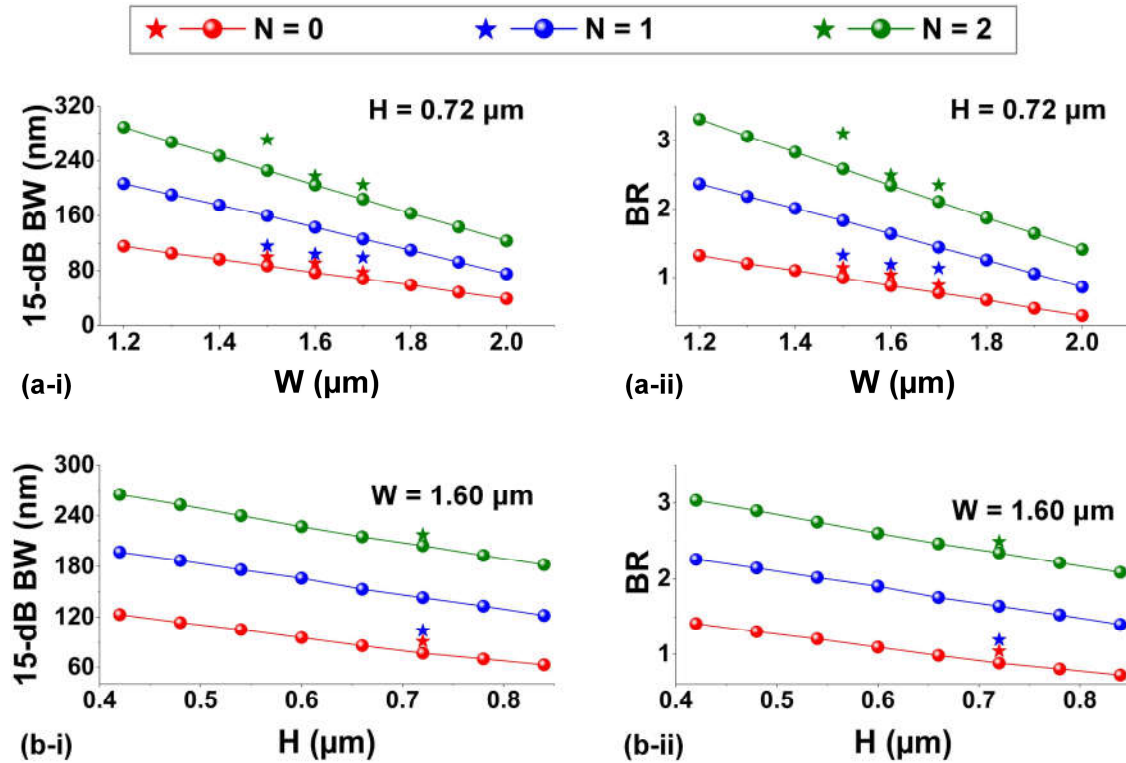 N = 0 N = 1 N = 2
15-dB BW (nm)
320
240
160
80
0
H = 0.72 µm
1.2 1.4 1.6 1.8 2.0
(a-i) W (µm)
BR
3
2
1
H = 0.72 µm
1.2 1.4 1.6 1.8 2.0
(a-ii) W (µm)
15-dB BW (nm)
300
240
180
120
60
W = 1.60 µm
0.4 0.5 0.6 0.7 0.8
(b-i) H (µm)
BR
3
2
1
W = 1.60 µm
0.4 0.5 0.6 0.7 0.8
(b-ii) H (µm)